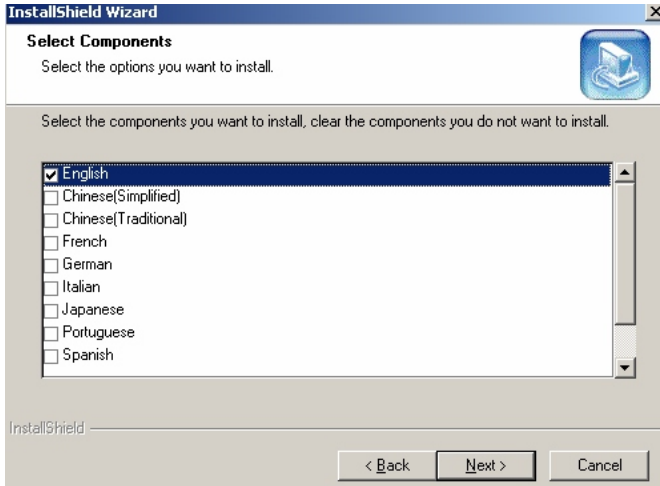 InstallShield Wizard
Select Components
Select the options you want to install.
Select the components you want to install, clear the components you do not want to install.
English
Chinese(Simplified)
Chinese(Traditional)
French
German
Italian
Japanese
Portuguese
Spanish
InstallShield
< Back
Next >
Cancel